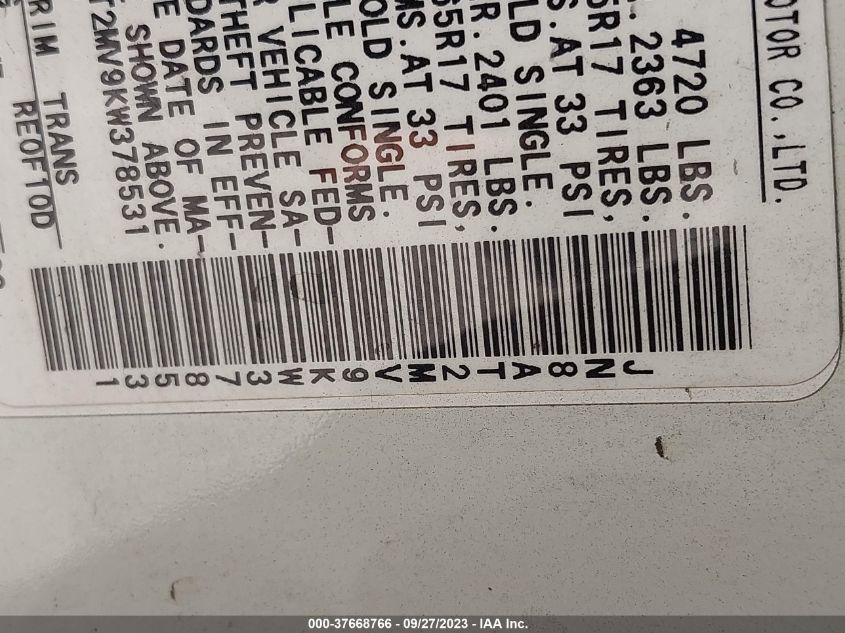 OTOR CO.,LTD.
4720 LBS.
. 2363 LBS.
5R17 TIRES,
S.AT 33 PSI
LD SINGLE.
R. 2401 LBS.
65R17 TIRES,
MS.AT 33 PSI
OLD SINGLE.
LE CONFORMS
LICABLE FED-
R VEHICLE SA-
THEFT PREVEN-
DARDS IN EFF-
E DATE OF MA-
SHOWN ABOVE.
T2MV9KW378531
RIM TRANS
REOFTOD
JN8AT2MV9KW378531
000-37668766 - 09/27/2023 - IAA Inc.